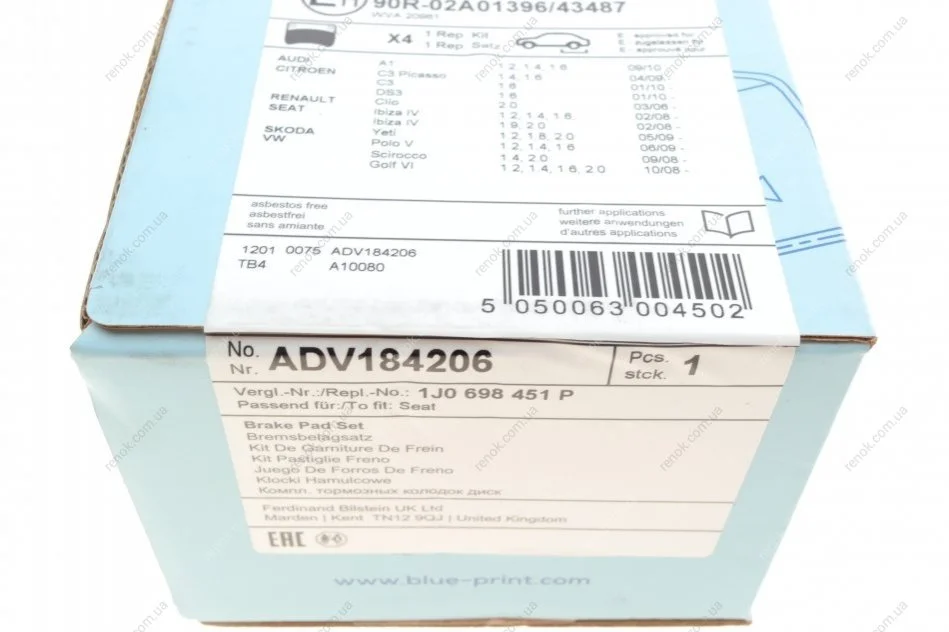 E11 90R-02A01396/43487
WVA 20961
X4 1 Rep. Kit
1 Rep. Setz
E - approved for
E - zugelassen für
E - approuvé pour
AUDI A1 1.2, 1.4, 1.6 09/10 -
CITROEN C3 Picasso 1.4, 1.6 04/09 -
C3 1.6 01/10 -
DS3 1.6 01/10 -
RENAULT Clio 2.0 03/06 -
SEAT Ibiza IV 1.2, 1.4, 1.6, 02/08 -
Ibiza IV 1.9, 2.0 02/08 -
SKODA Yeti 1.2, 1.8, 2.0 05/09 -
VW Polo V 1.2, 1.4, 1.6 06/09 -
Scirocco 1.4, 2.0 09/08 -
Golf VI 1.2, 1.4, 1.6, 2.0 10/08 -
asbestos free
asbestfrei
sans amiante
further applications
weitere anwendungen
d'autres applications
1201 0075 ADV184206
TB4 A10080
5 050063 004502
No. ADV184206 Pcs. 1
Nr. stck.
Vergl.-Nr.:/Repl.-No.: 1J0 698 451 P
Passend für:/To fit: Seat
Brake Pad Set
Bremsbelagsatz
Kit De Garniture De Frein
Kit Pastiglie Freno
Juego De Forros De Freno
Klocki Hamulcowe
Компл. тормозных колодок диск
Ferdinand Bilstein UK Ltd
Marden | Kent TN12 9QJ | United Kingdom
EAC
www.blue-print.com
renok.com.ua